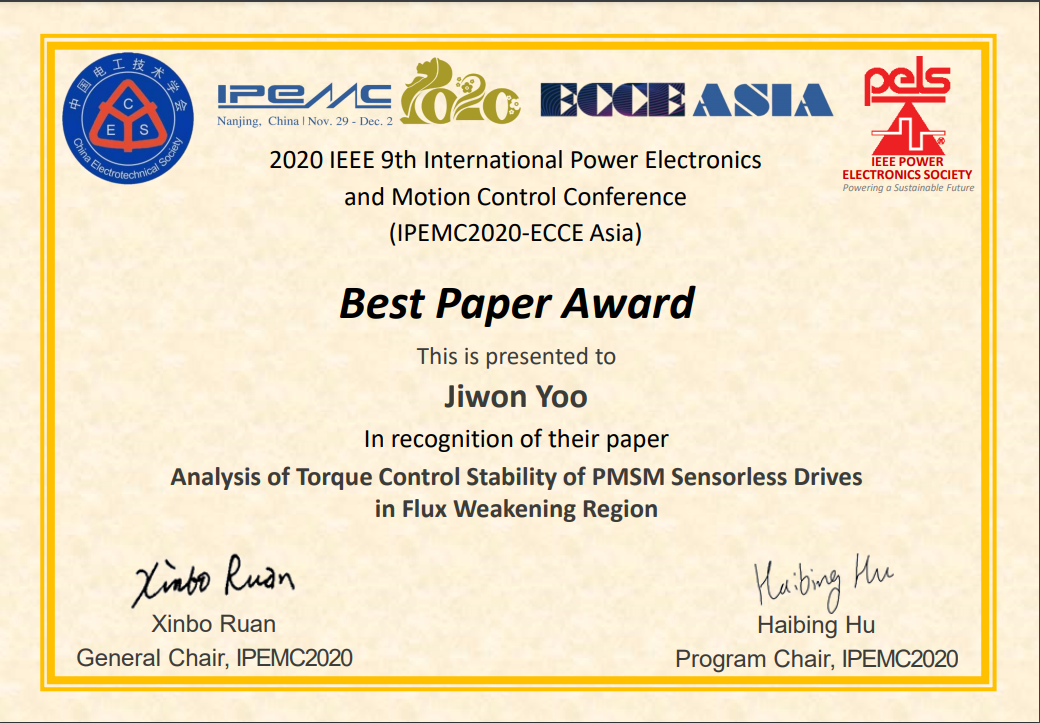 中国电工技术学会
C
E S
China Electrotechnical Society
IPEMC 2020
Nanjing, China | Nov. 29 - Dec. 2
ECCE ASIA
pels
®
IEEE POWER
ELECTRONICS SOCIETY
Powering a Sustainable Future
2020 IEEE 9th International Power Electronics
and Motion Control Conference
(IPEMC2020-ECCE Asia)
Best Paper Award
This is presented to
Jiwon Yoo
In recognition of their paper
Analysis of Torque Control Stability of PMSM Sensorless Drives
in Flux Weakening Region
Xinbo Ruan
Haibing Hu
Xinbo Ruan
Haibing Hu
General Chair, IPEMC2020
Program Chair, IPEMC2020